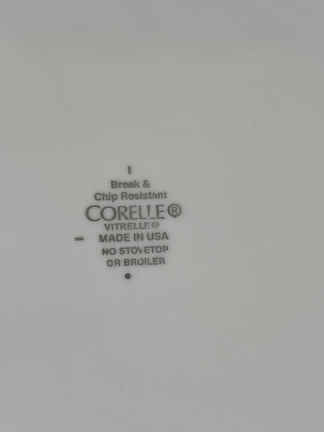 Break &
Chip Resistant
CORELLE®
VITRELLE®
MADE IN USA
NO STOVETOP
OR BROILER